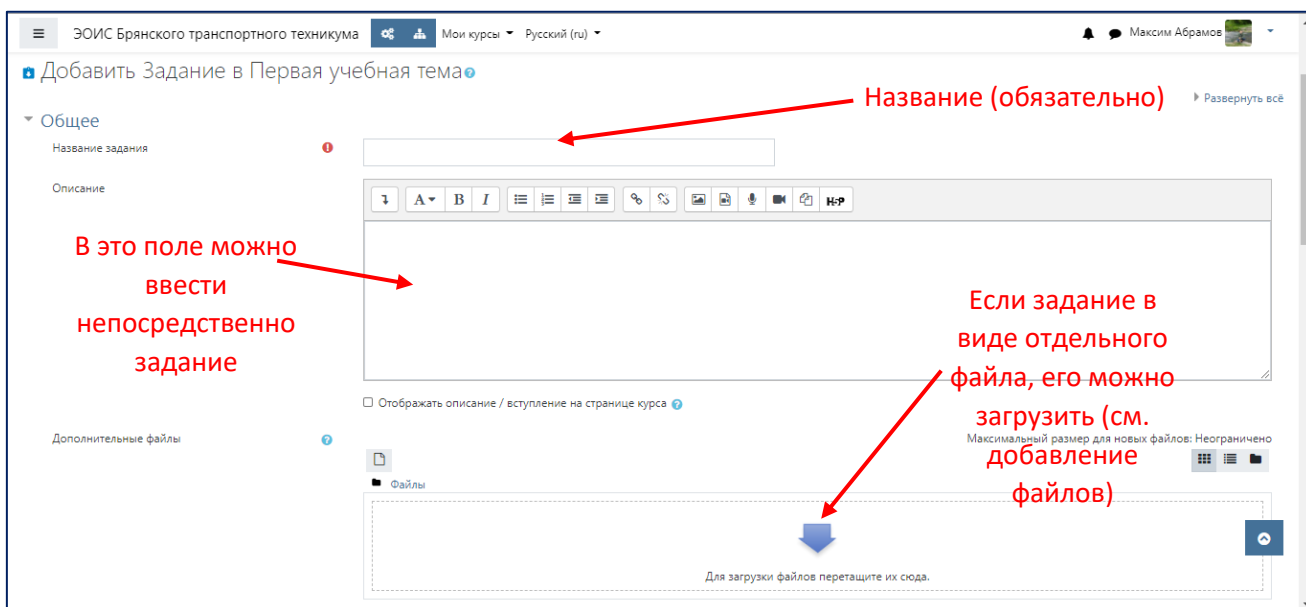 ЭОИС Брянского транспортного техникума Мои курсы Русский (ru) Максим Абрамов
Добавить Задание в Первая учебная тема
Название (обязательно)
Развернуть всё
Общее
Название задания
Описание
A B I H5P
В это поле можно
ввести
непосредственно
задание
Если задание в
виде отдельного
файла, его можно
загрузить (см.
добавление
файлов)
Отображать описание / вступление на странице курса
Дополнительные файлы
Максимальный размер для новых файлов: Неограничено
Файлы
Для загрузки файлов перетащите их сюда.